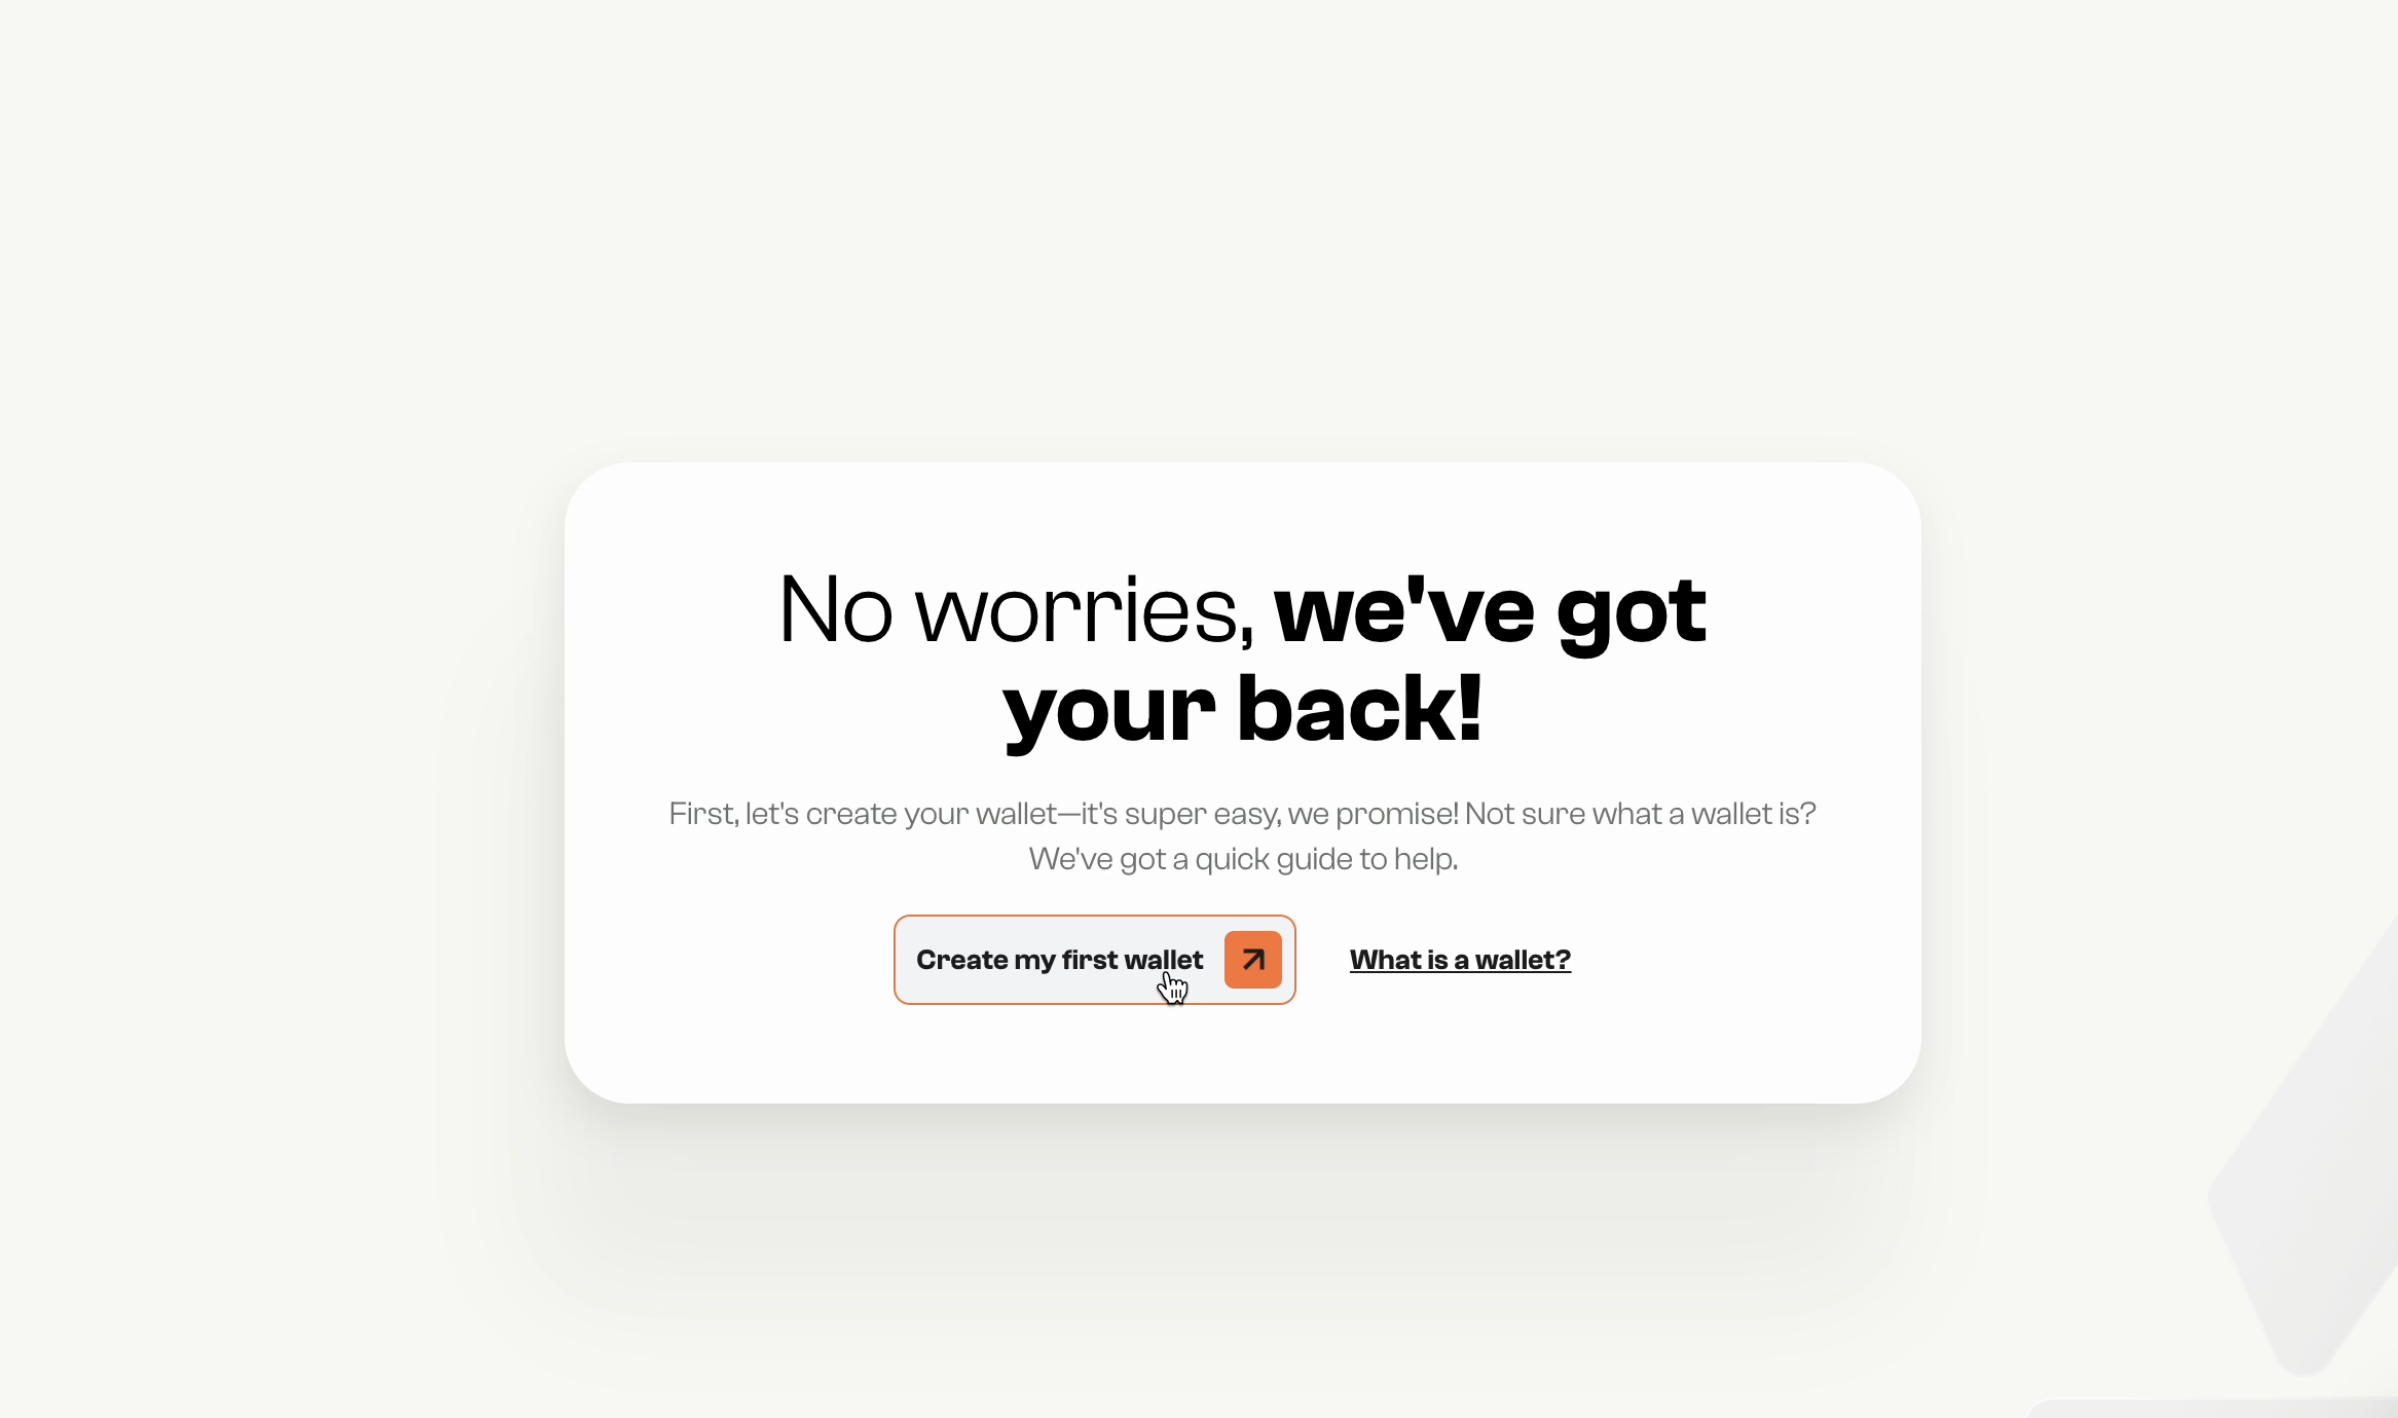 No worries, we've got
your back!
First, let's create your wallet—it's super easy, we promise! Not sure what a wallet is?
We've got a quick guide to help.
Create my first wallet
What is a wallet?